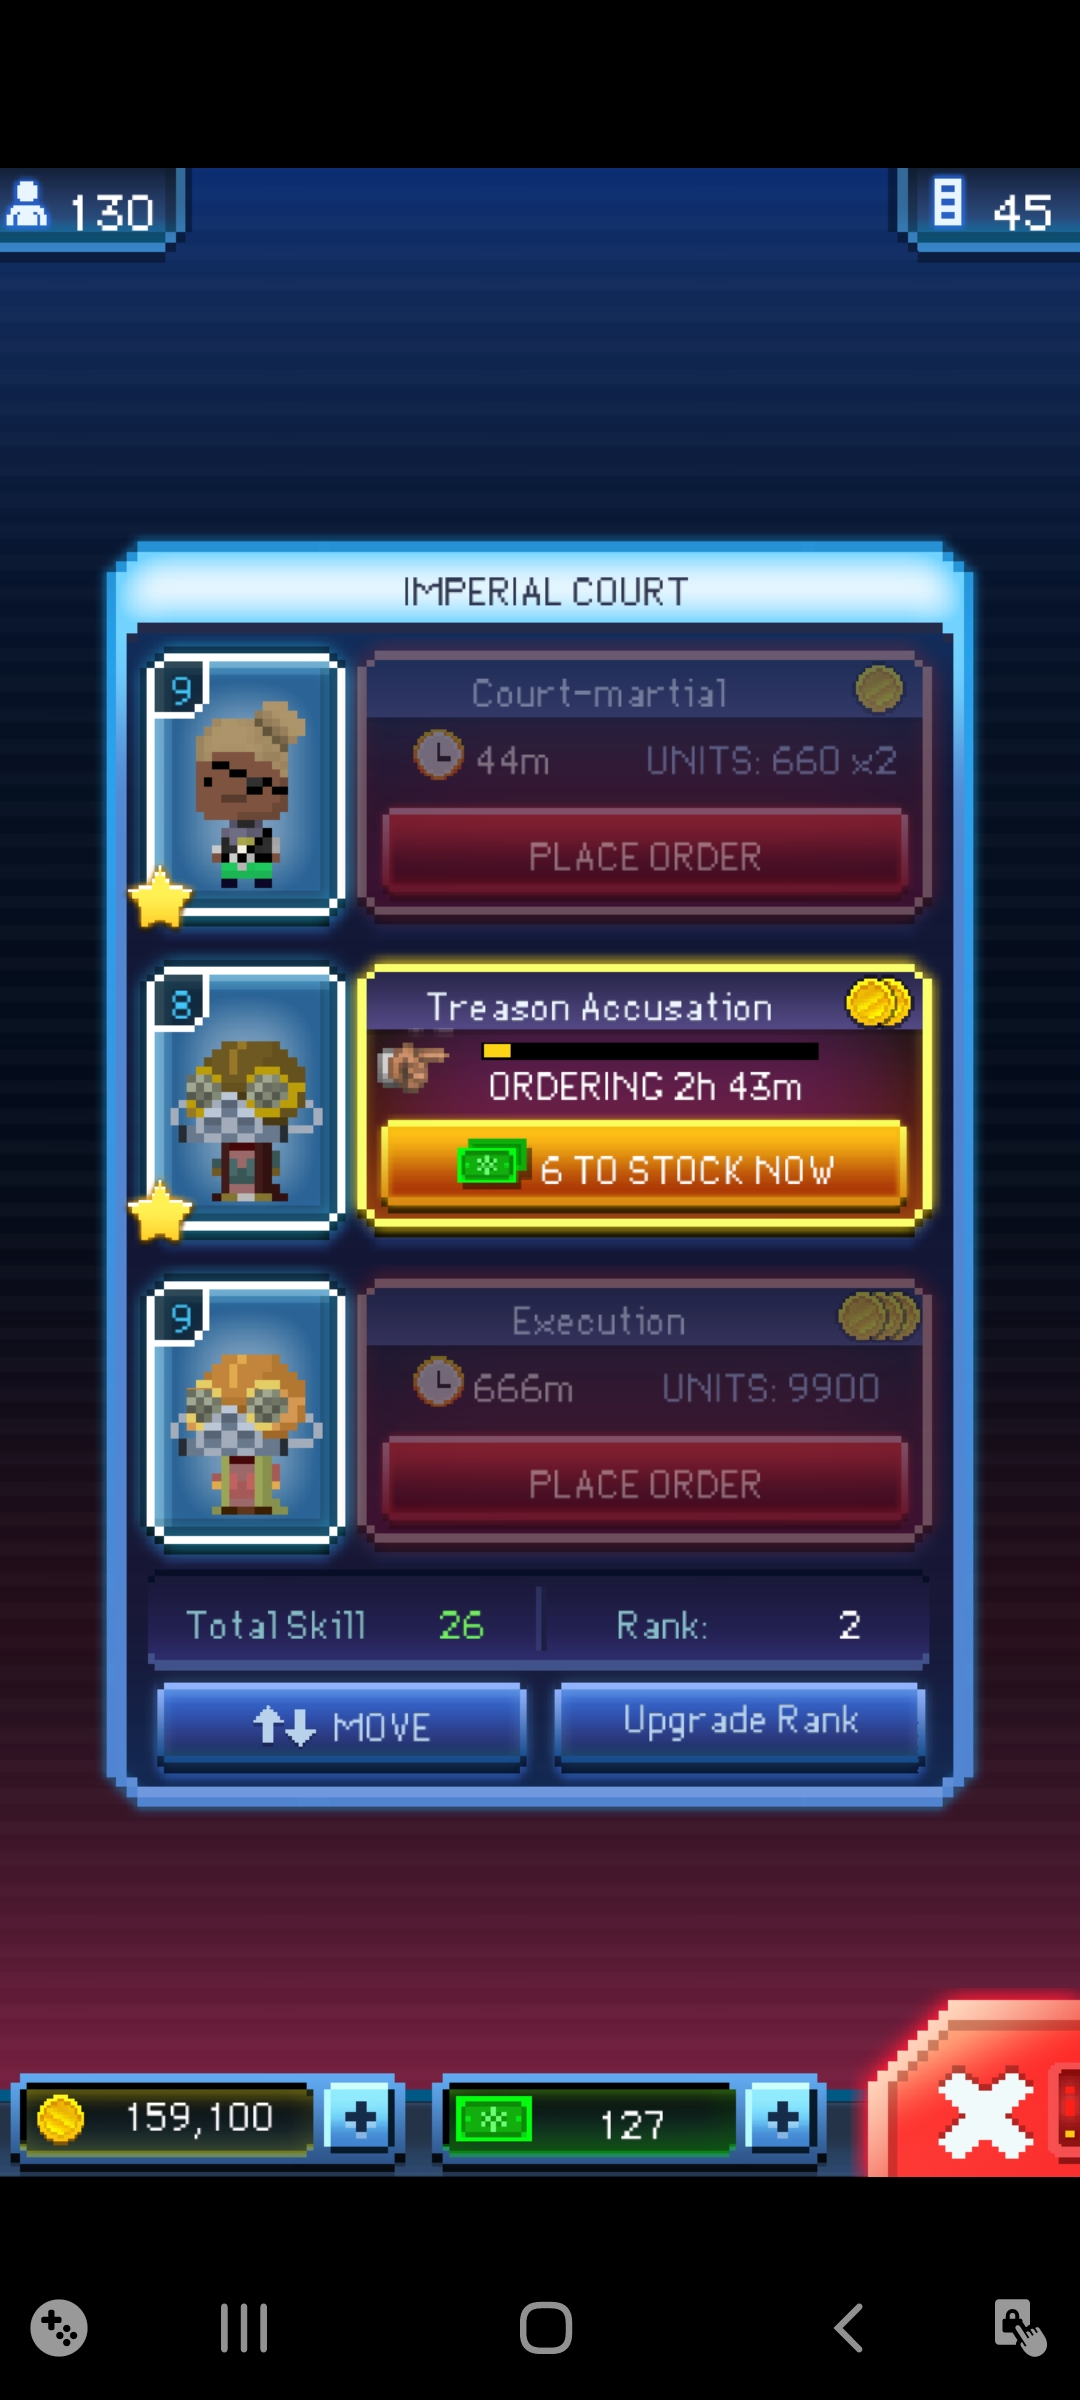 130
45
IMPERIAL COURT
9
Court-martial
44m UNITS: 660 x2
PLACE ORDER
8
Treason Accusation
ORDERING 2h 43m
6 TO STOCK NOW
9
Execution
666m UNITS: 9900
PLACE ORDER
Total Skill 26 Rank: 2
MOVE
Upgrade Rank
159,100
127